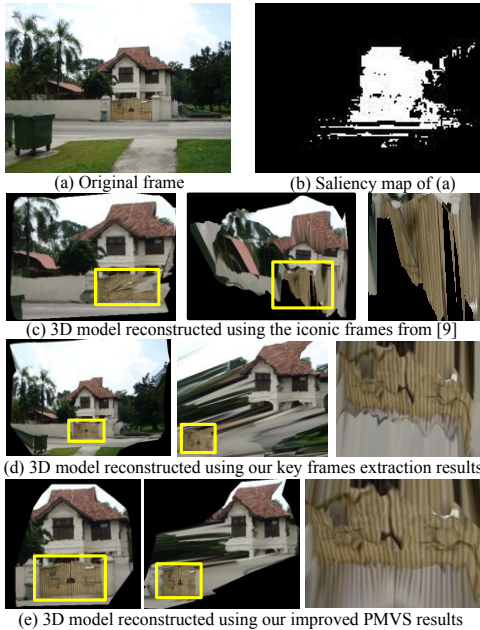 (a) Original frame
(b) Saliency map of (a)
(c) 3D model reconstructed using the iconic frames from [9]
(d) 3D model reconstructed using our key frames extraction results
(e) 3D model reconstructed using our improved PMVS results